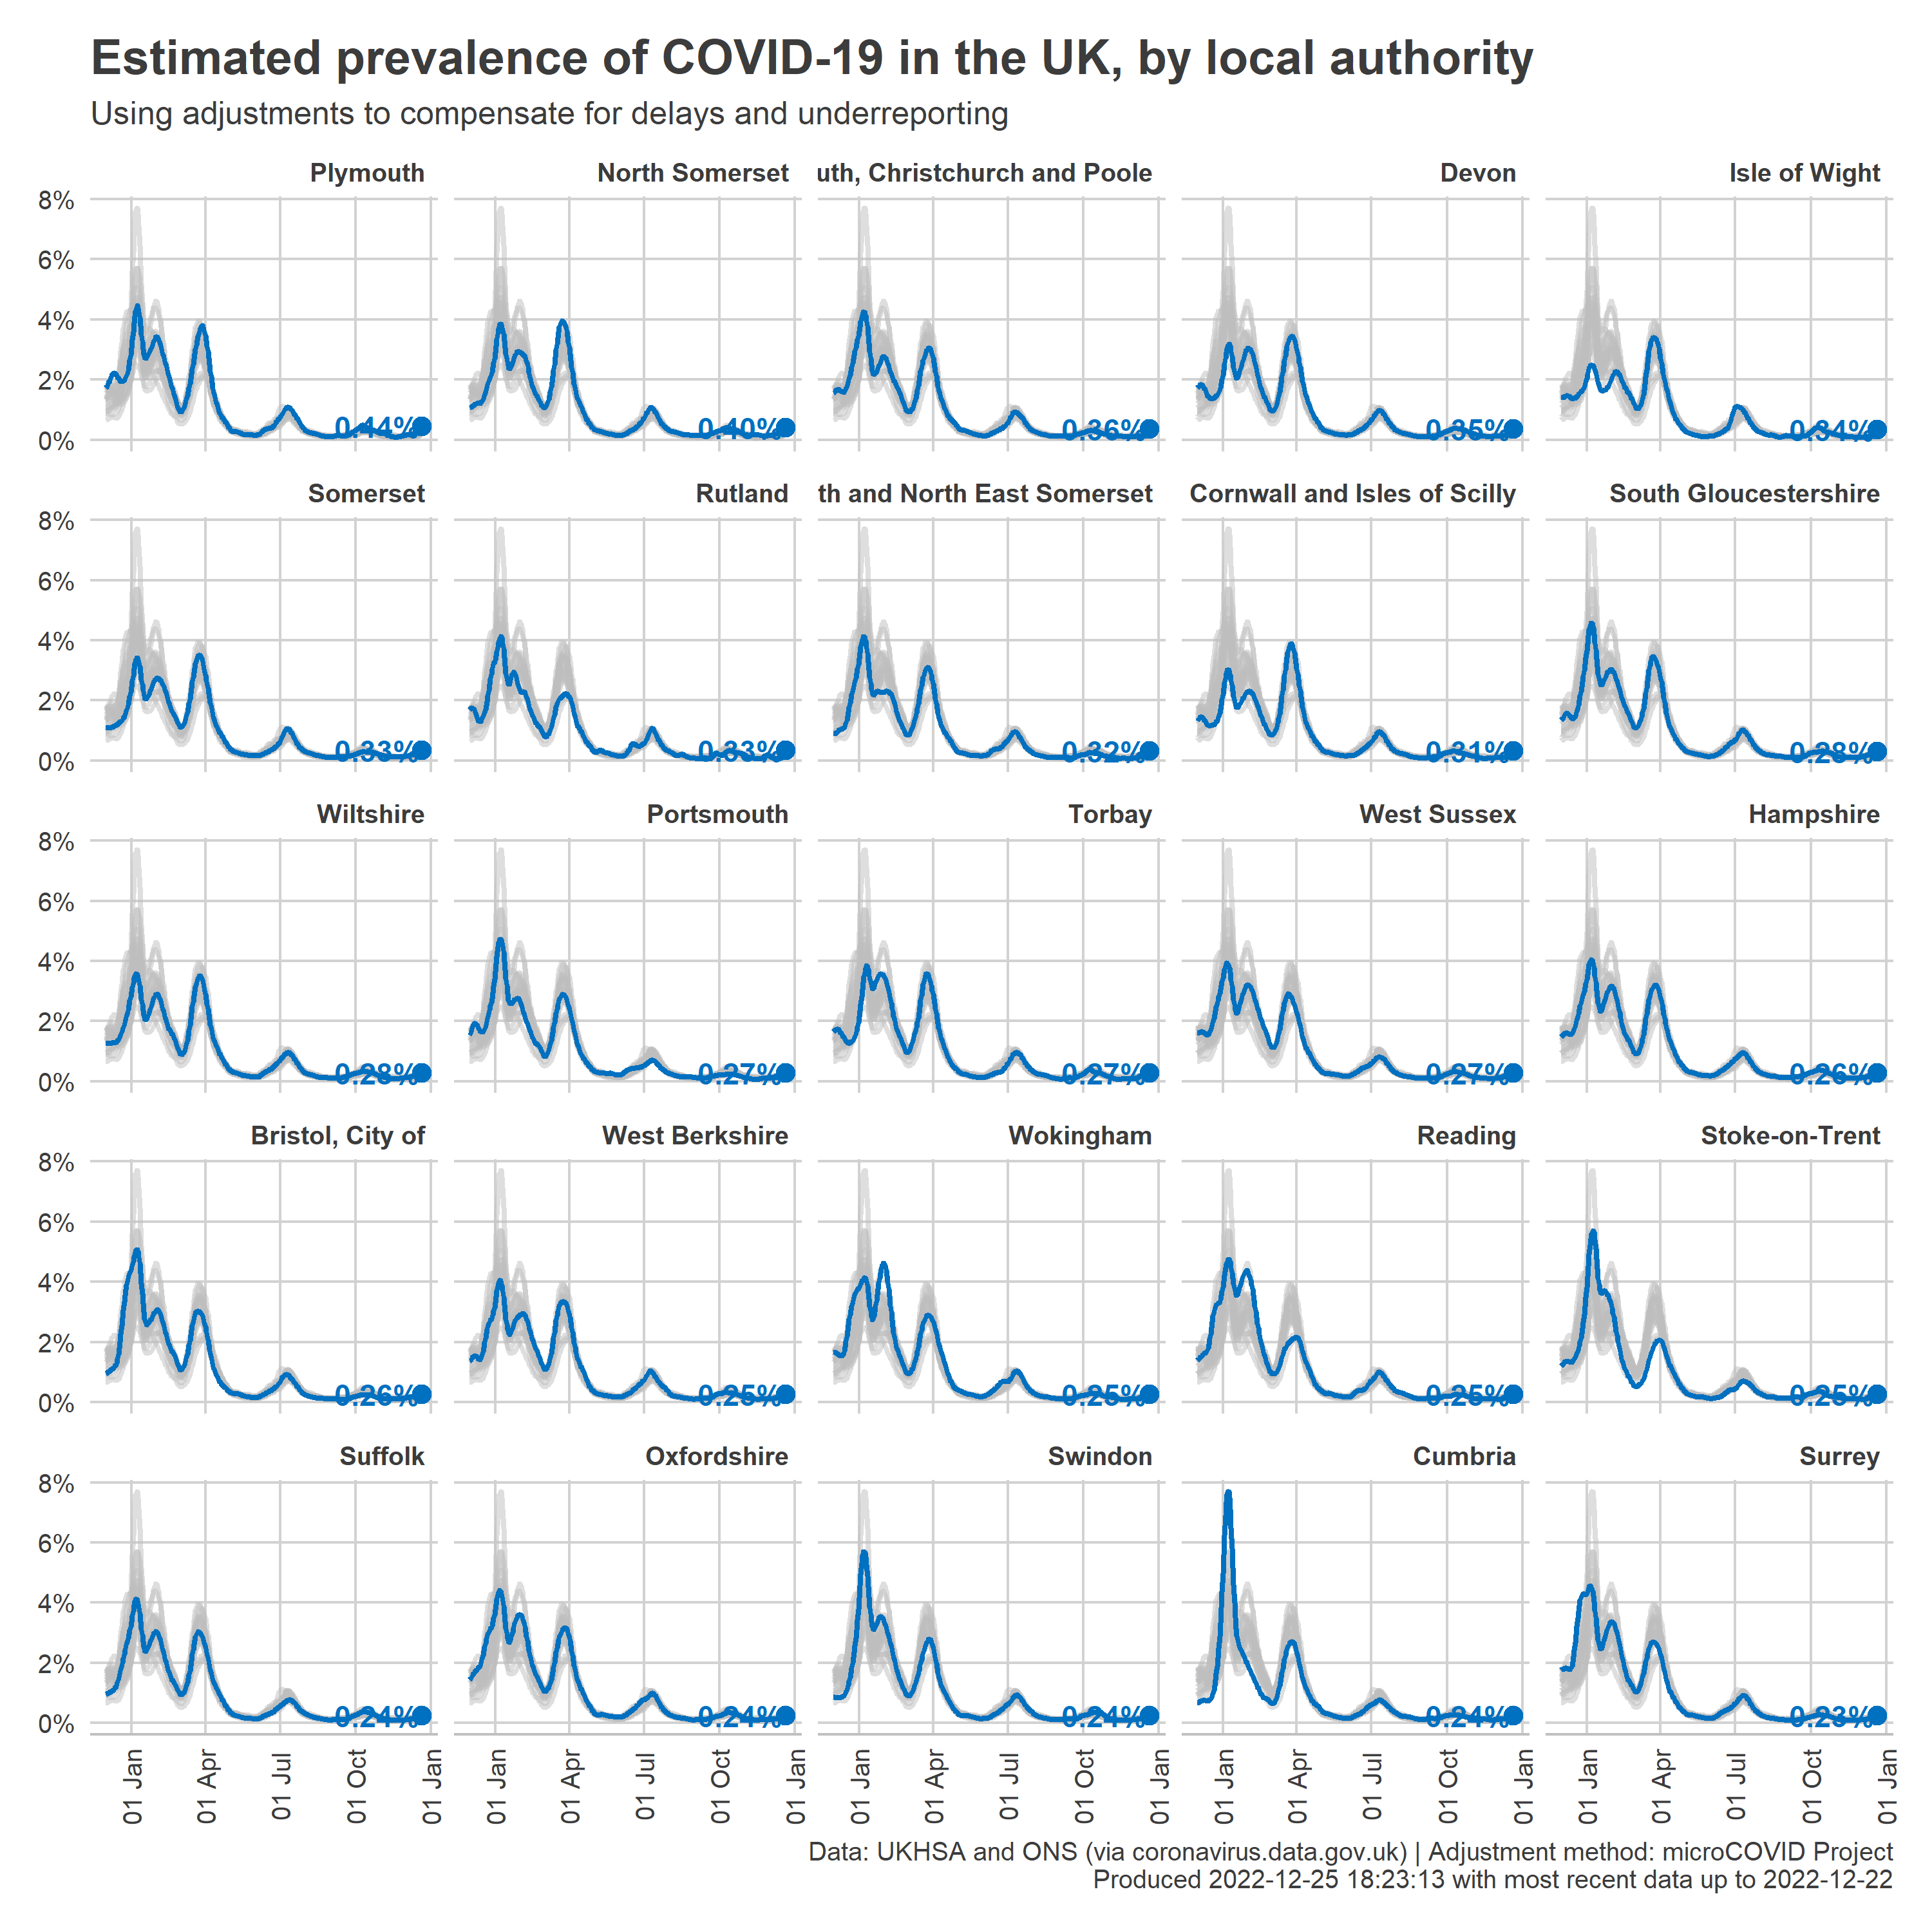 Estimated prevalence of COVID-19 in the UK, by local authority
Using adjustments to compensate for delays and underreporting
Plymouth North Somerset uth, Christchurch and Poole Devon Isle of Wight
8%
6%
4%
2%
0%
0.44% 0.40% 0.36% 0.35% 0.34%
Somerset Rutland th and North East Somerset Cornwall and Isles of Scilly South Gloucestershire
8%
6%
4%
2%
0%
0.33% 0.33% 0.32% 0.31% 0.28%
Wiltshire Portsmouth Torbay West Sussex Hampshire
8%
6%
4%
2%
0%
0.28% 0.27% 0.27% 0.27% 0.26%
Bristol, City of West Berkshire Wokingham Reading Stoke-on-Trent
8%
6%
4%
2%
0%
0.26% 0.25% 0.25% 0.25% 0.25%
Suffolk Oxfordshire Swindon Cumbria Surrey
8%
6%
4%
2%
0%
0.24% 0.24% 0.24% 0.24% 0.23%
01 Jan 01 Apr 01 Jul 01 Oct 01 Jan 01 Jan 01 Apr 01 Jul 01 Oct 01 Jan 01 Jan 01 Apr 01 Jul 01 Oct 01 Jan 01 Jan 01 Apr 01 Jul 01 Oct 01 Jan 01 Jan 01 Apr 01 Jul 01 Oct 01 Jan
Data: UKHSA and ONS (via coronavirus.data.gov.uk) | Adjustment method: microCOVID Project
Produced 2022-12-25 18:23:13 with most recent data up to 2022-12-22